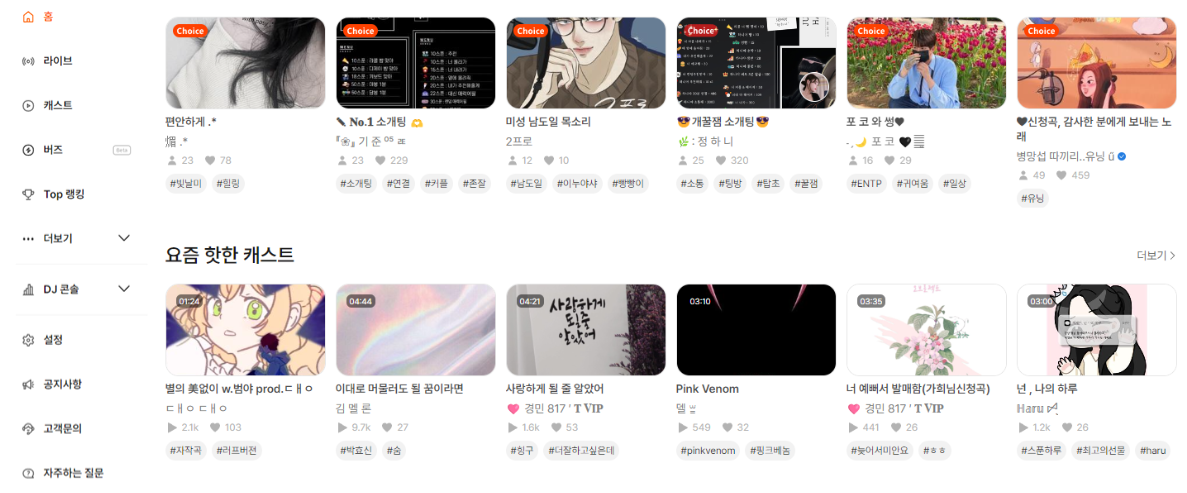 홈
라이브
캐스트
버즈
Beta
Top 랭킹
더보기
DJ 콘솔
설정
공지사항
고객문의
자주하는 질문
Choice
편안하게 .*
.*
23 78
#빛날미 #힐링
Choice
No.1 소개팅
『❀』 기 준 ⁰⁵
23 229
#소개팅 #연결 #커플 #존잘
Choice
미성 남도일 목소리
2프로
12 10
#남도일 #이누야샤 #빵빵이
Choice
😎개꿀잼 소개팅😎
🌿 : 정 하 니
25 320
#소통 #팅방 #탑초 #꿀잼
Choice
포 코 와 썽🖤
🌙 포 코 🖤
16 29
#ENTP #귀여움 #일상
Choice
🖤신청곡, 감사한 분에게 보내는 노
래
병망섭 따끼리..유닝
49 459
#유닝
요즘 핫한 캐스트
더보기 >
01:24
별의 美없이 w.범야 prod.ㄷㅐㅇ
ㄷㅐㅇ ㄷㅐㅇ
2.1k 103
#자작곡 #러프버젼
04:44
이대로 머물러도 될 꿈이라면
김 멜 론
9.7k 27
#박효신 #숨
04:21
사랑하게
될 줄
알았어
사랑하게 될 줄 알았어
💗 경민 817 ' T VIP
1.6k 53
#칭구 #더잘하고싶은데
03:10
Pink Venom
델
549 32
#pinkvenom #핑크베놈
03:35
너 예뻐서 발매함(가희님신청곡)
💗 경민 817 ' T VIP
441 26
#늦어서미안요 #ㅎㅎ
03:00
넌 , 나의 하루
Haru
1.2k 26
#스푼하루 #최고의선물 #haru